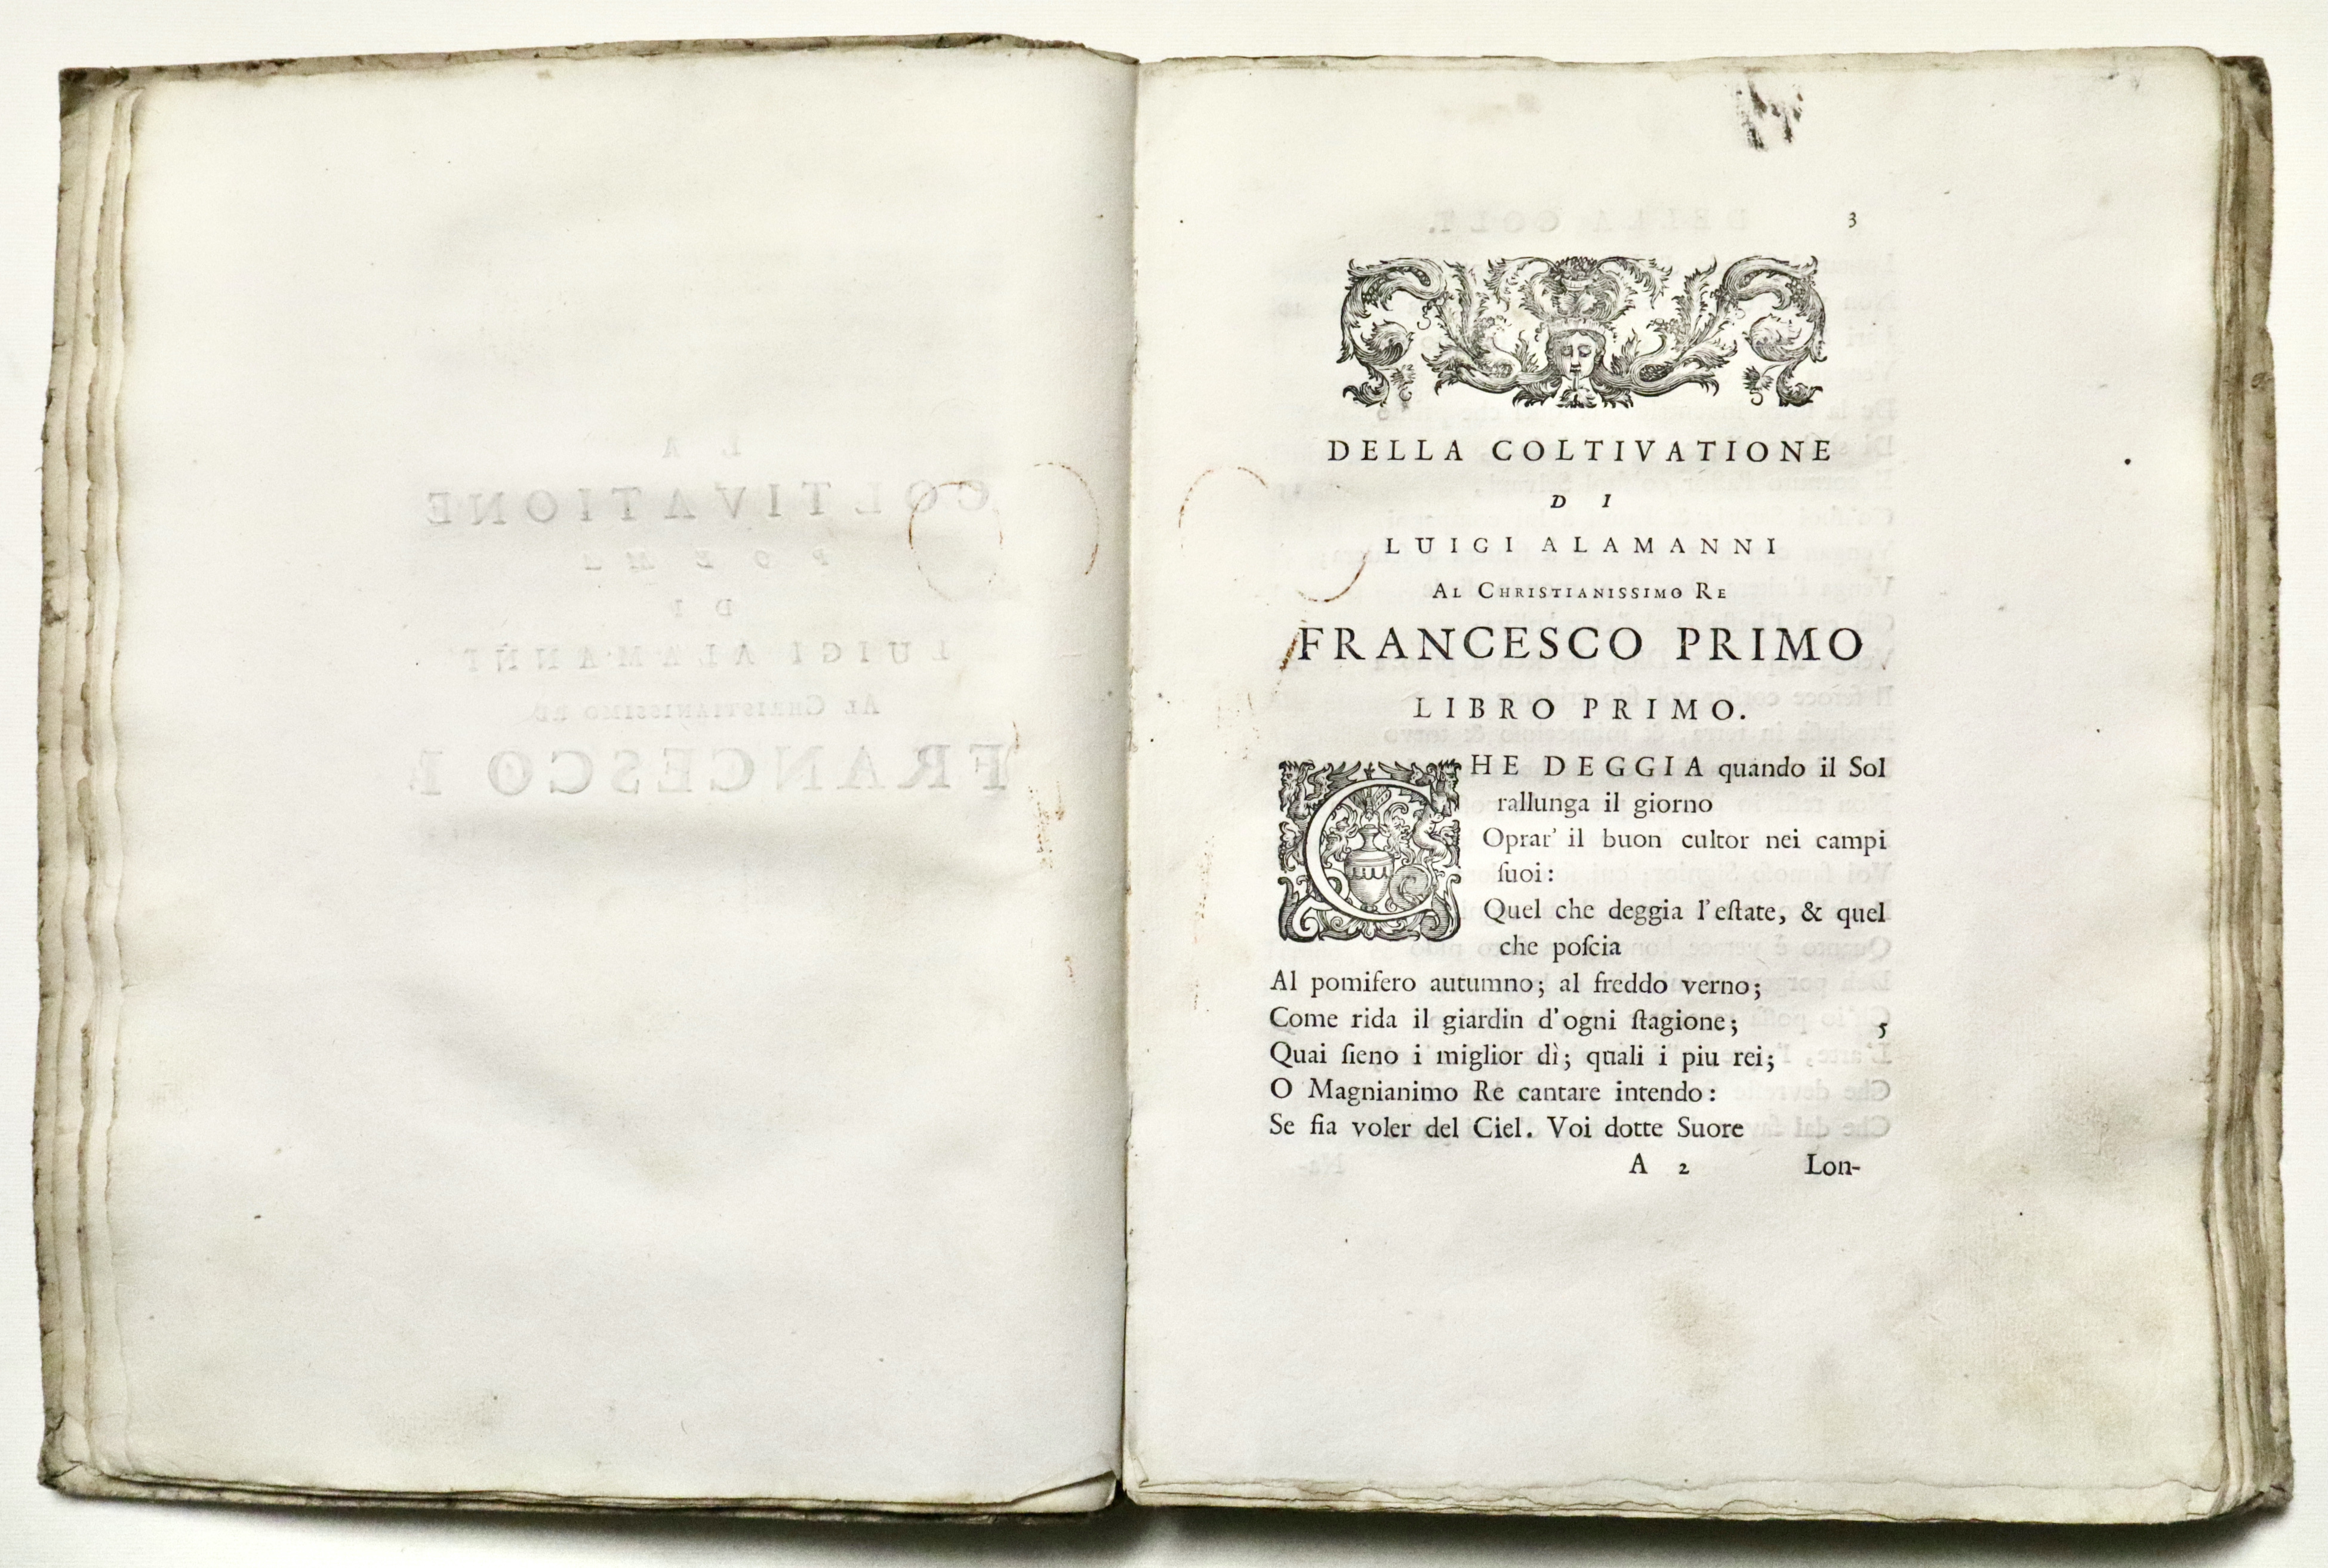 3
DELLA COLTIVATIONE
DI
LUIGI ALAMANNI
AL CHRISTIANISSIMO RE
FRANCESCO PRIMO
LIBRO PRIMO.
CHE DEGGIA quando il Sol
rallunga il giorno
Oprar' il buon cultor nei campi
ſuoi:
Quel che deggia l'eſtate, & quel
che poſcia
Al pomifero autumno; al freddo verno;
Come rida il giardin d'ogni ſtagione; 5
Quai ſieno i miglior dì; quali i piu rei;
O Magnianimo Re cantare intendo:
Se fia voler del Ciel. Voi dotte Suore
A 2 Lon-